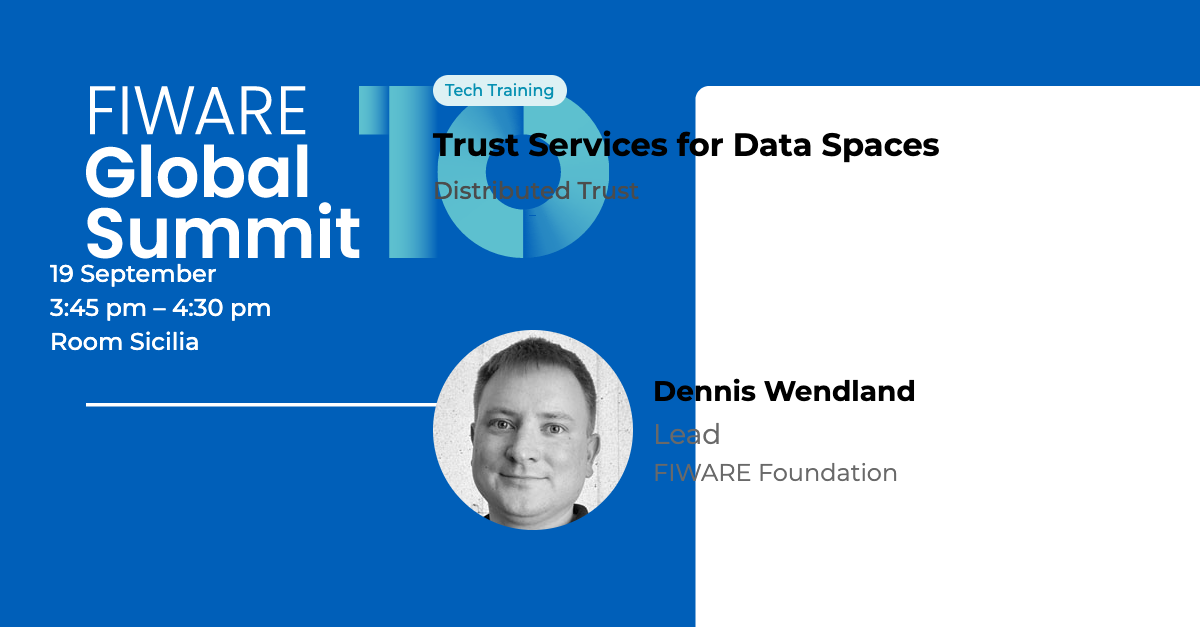 FIWARE
Global
Summit
10
19 September
3:45 pm – 4:30 pm
Room Sicilia
Tech Training
Trust Services for Data Spaces
Distributed Trust
–
Dennis Wendland
Lead
FIWARE Foundation